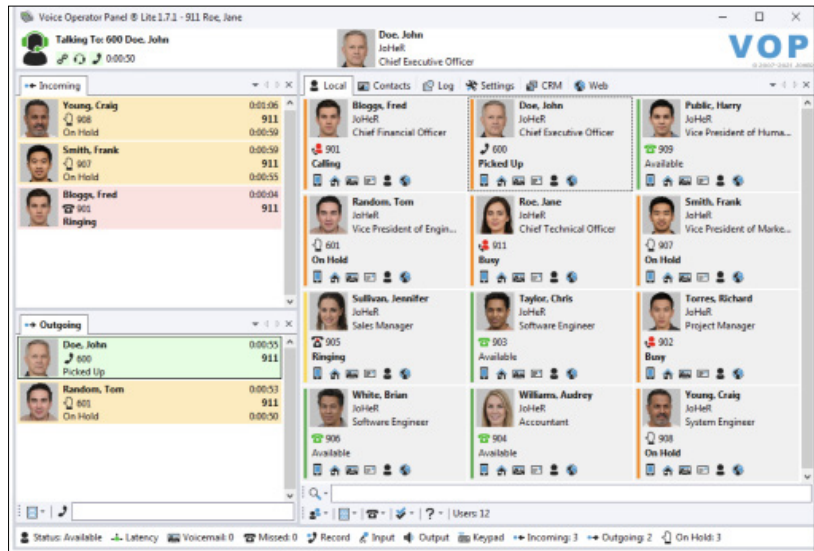 Voice Operator Panel ® Lite 1.7.1 - 911 Roe, Jane
Talking To: 600 Doe, John
0:00:50
Doe, John
JoHeR
Chief Executive Officer
VOP
Incoming
Young, Craig 0:01:06
908 911
On Hold 0:00:59
Smith, Frank 0:00:59
907 911
On Hold 0:00:55
Bloggs, Fred 0:00:04
901 911
Ringing
Outgoing
Doe, John 0:00:55
600 911
Picked Up
Random, Tom 0:00:53
601 911
On Hold 0:00:50
Local Contacts Log Settings CRM Web
Bloggs, Fred
JoHeR
Chief Financial Officer
901
Calling
Doe, John
JoHeR
Chief Executive Officer
600
Picked Up
Public, Harry
JoHeR
Vice President of Huma...
909
Available
Random, Tom
JoHeR
Vice President of Engin...
601
On Hold
Roe, Jane
JoHeR
Chief Technical Officer
911
Busy
Smith, Frank
JoHeR
Vice President of Marke...
907
On Hold
Sullivan, Jennifer
JoHeR
Sales Manager
905
Ringing
Taylor, Chris
JoHeR
Software Engineer
903
Available
Torres, Richard
JoHeR
Project Manager
902
Busy
White, Brian
JoHeR
Software Engineer
906
Available
Williams, Audrey
JoHeR
Accountant
904
Available
Young, Craig
JoHeR
System Engineer
908
On Hold
Users: 12
Status: Available Latency Voicemail: 0 Missed: 0 Record Input Output Keypad Incoming: 3 Outgoing: 2 On Hold: 3